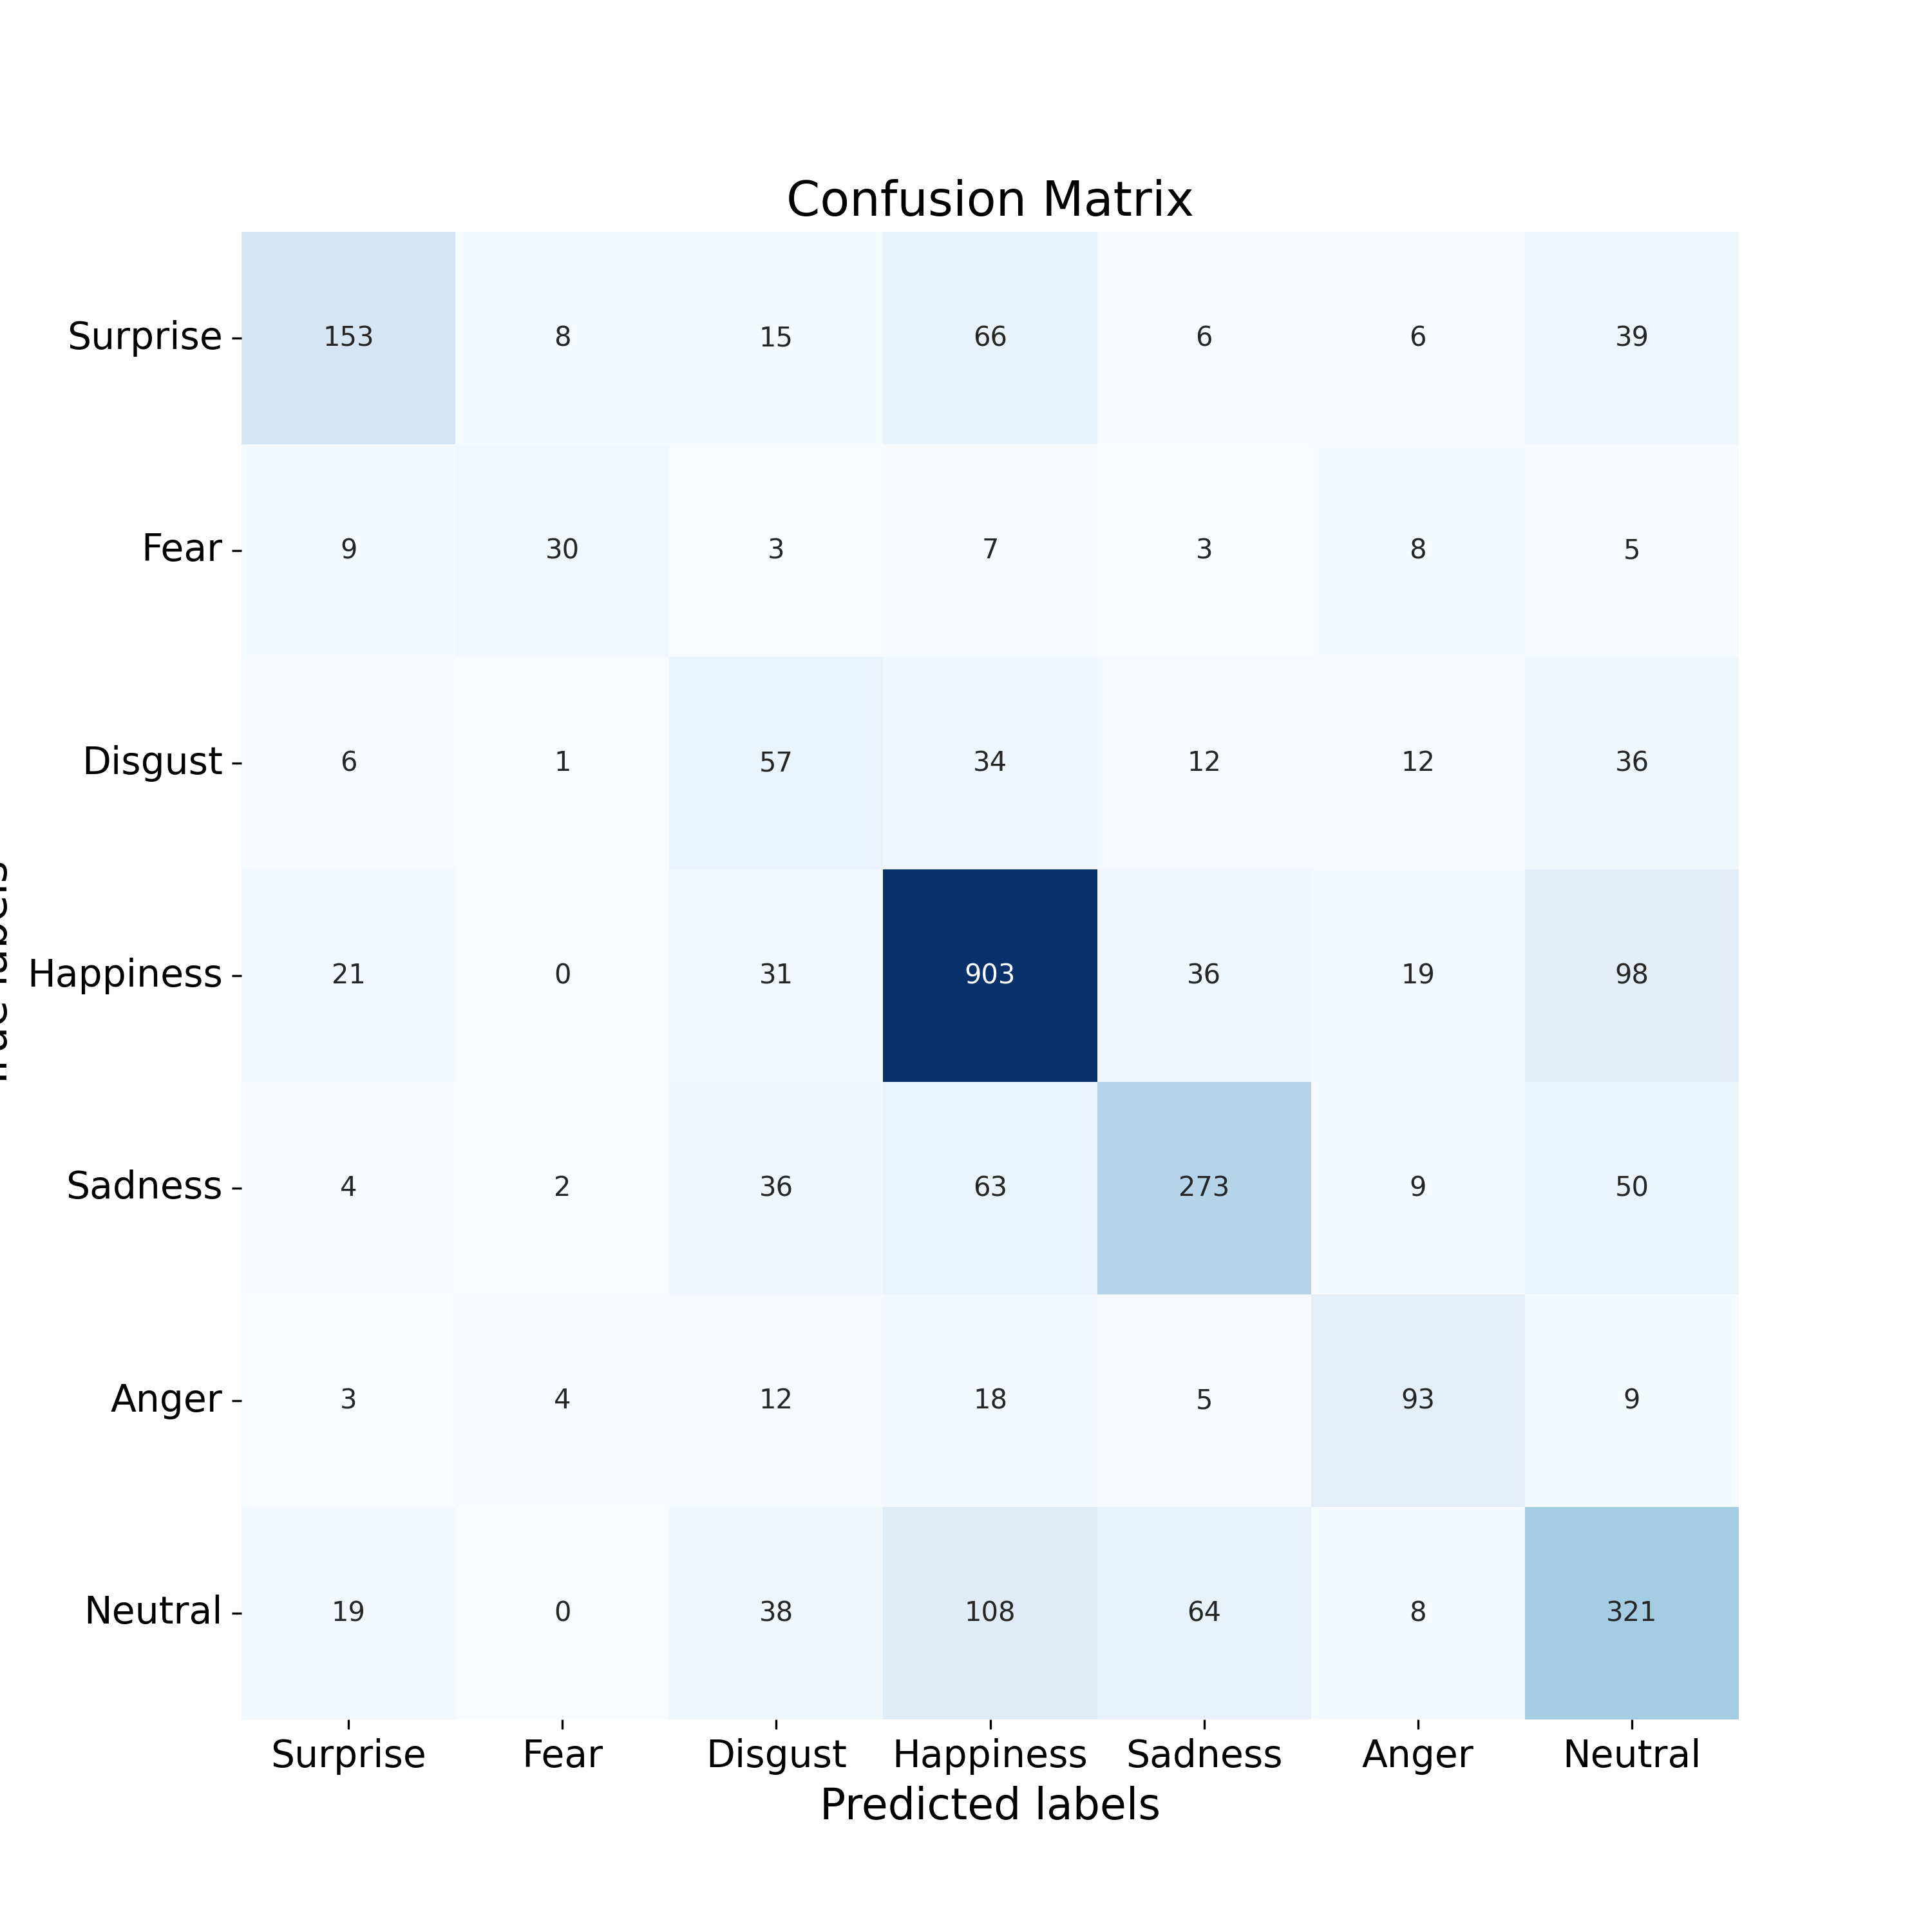 Confusion Matrix
Surprise 153 8 15 66 6 6 39
Fear 9 30 3 7 3 8 5
Disgust 6 1 57 34 12 12 36
Happiness 21 0 31 903 36 19 98
Sadness 4 2 36 63 273 9 50
Anger 3 4 12 18 5 93 9
Neutral 19 0 38 108 64 8 321
Surprise Fear Disgust Happiness Sadness Anger Neutral
Predicted labels